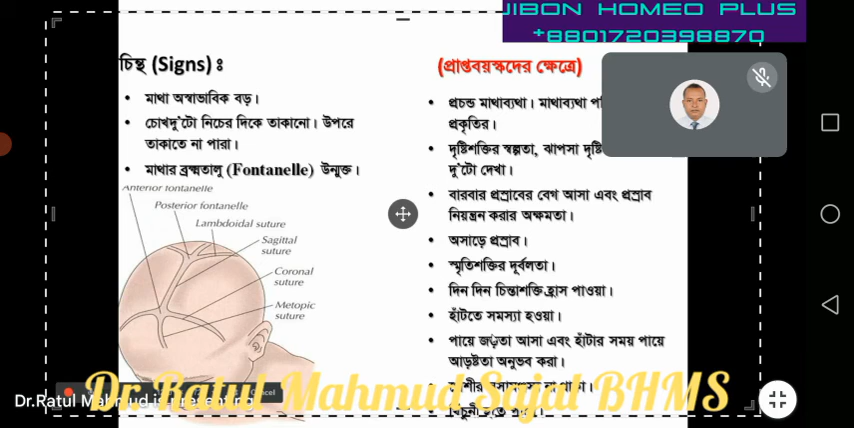 JIBON HOMEO PLUS
+8801720398870
চিহ্ন (Signs) ঃ
• মাথা অস্বাভাবিক বড়।
• চোখদু'টো নিচের দিকে তাকানো। উপরে
তাকাতে না পারা।
• মাথার ব্রহ্মতালু (Fontanelle) উন্মুক্ত।
Anterior fontanelle
Posterior fontanelle
Lambdoidal suture
Sagittal
suture
Coronal
suture
Metopic
suture
(প্রাপ্তবয়স্কদের ক্ষেত্রে)
• প্রচন্ড মাথাব্যথা। মাথাব্যথা
প্রকৃতির।
• দৃষ্টিশক্তির স্বল্পতা, ঝাপসা
দু'টো দেখা।
• বারবার প্রস্রাবের বেগ আসা এবং প্রস্রাব
নিয়ন্ত্রন করার অক্ষমতা।
• অসাড়ে প্রস্রাব।
• স্মৃতিশক্তির দূর্বলতা।
• দিন দিন চিন্তাশক্তি হ্রাস পাওয়া।
• হাঁটতে সমস্যা হওয়া।
• পায়ে জড়তা আসা এবং হাঁটার সময় পায়ে
আড়ষ্টতা অনুভব করা।
Dr.Ratul Mahmud is presenting
Dr.Ratul Mahmud Sajal BHMS